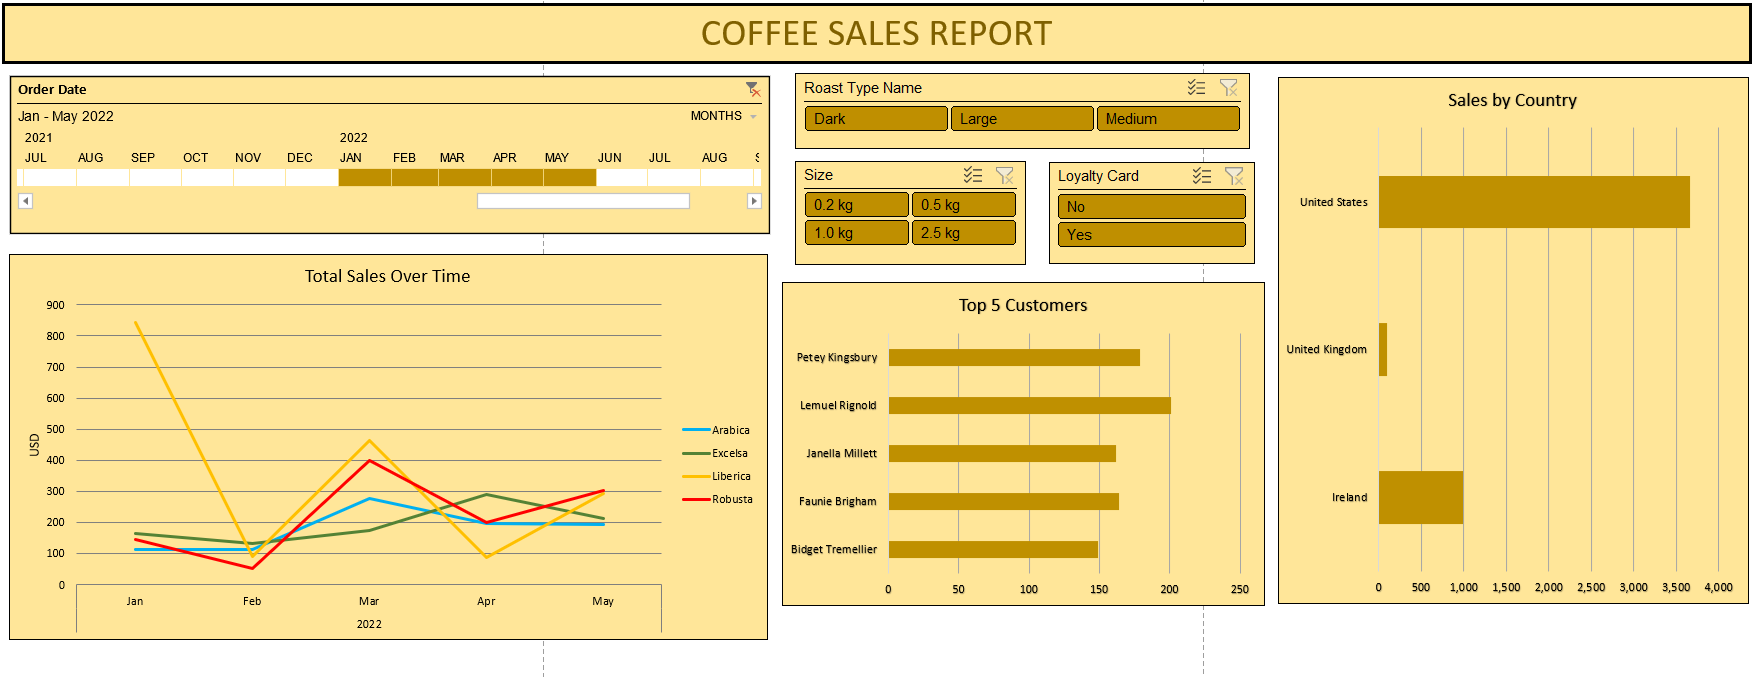 COFFEE SALES REPORT
Order Date
Jan - May 2022
MONTHS
2021 2022
JUL AUG SEP OCT NOV DEC JAN FEB MAR APR MAY JUN JUL AUG
Roast Type Name
Dark Large Medium
Size
0.2 kg 0.5 kg
1.0 kg 2.5 kg
Loyalty Card
No
Yes
Total Sales Over Time
900
800
700
600
500
400
300
200
100
0
USD
Jan Feb Mar Apr May
2022
Arabica
Excelsa
Liberica
Robusta
Top 5 Customers
Petey Kingsbury
Lemuel Rignold
Janella Millett
Faunie Brigham
Bidget Tremellier
0 50 100 150 200 250
Sales by Country
United States
United Kingdom
Ireland
0 500 1,000 1,500 2,000 2,500 3,000 3,500 4,000